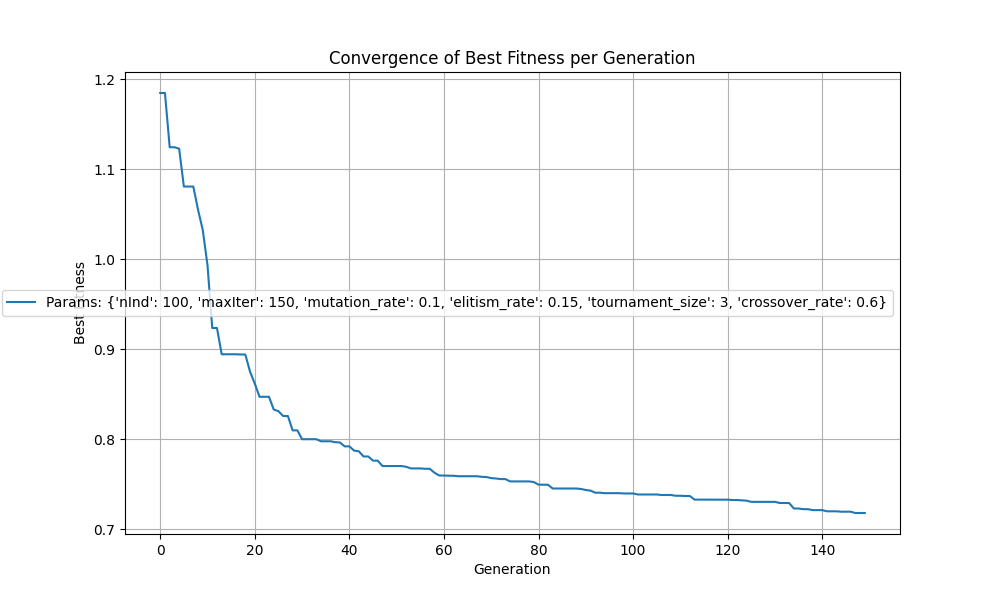 Convergence of Best Fitness per Generation
1.2
1.1
1.0
0.9
0.8
0.7
Best Fitness
Params: {'nInd': 100, 'maxIter': 150, 'mutation_rate': 0.1, 'elitism_rate': 0.15, 'tournament_size': 3, 'crossover_rate': 0.6}
0 20 40 60 80 100 120 140
Generation